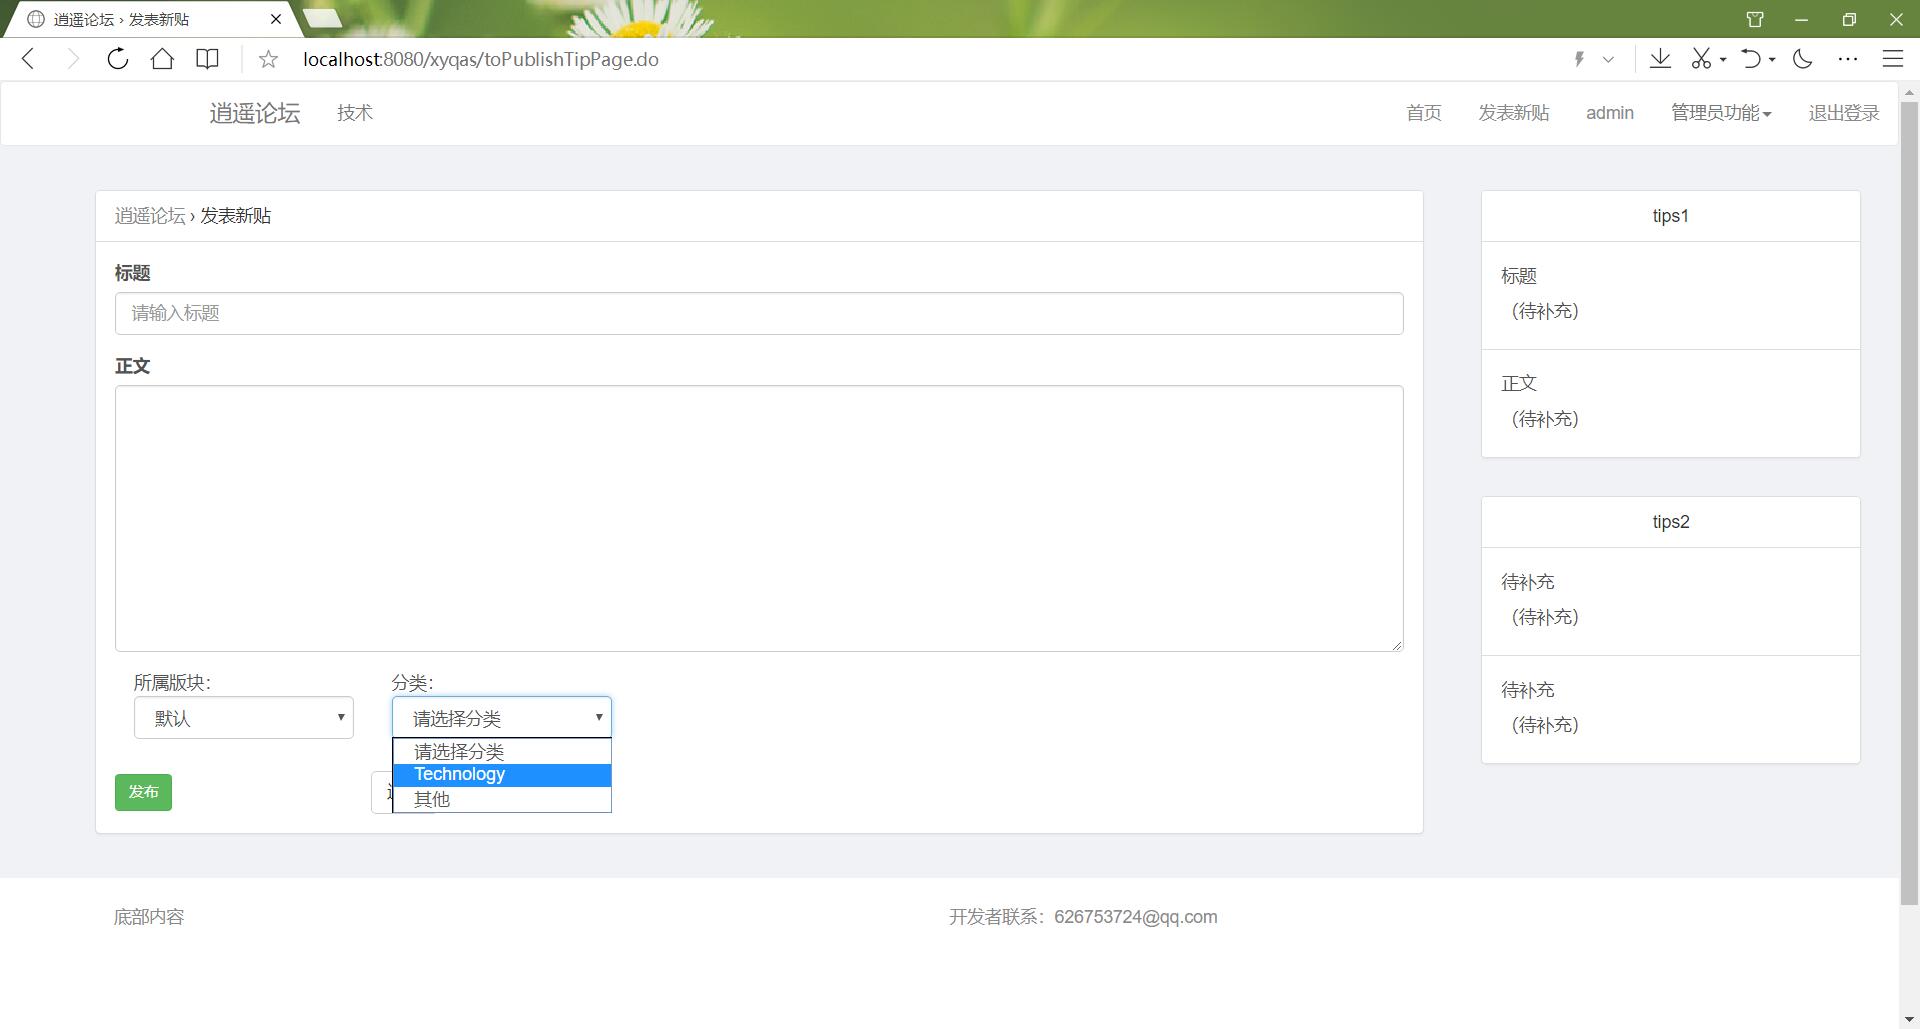 逍遥论坛 › 发表新贴
localhost:8080/xyqas/toPublishTipPage.do
逍遥论坛 技术 首页 发表新贴 admin 管理员功能 退出登录
逍遥论坛 › 发表新贴
标题
请输入标题
正文
所属版块： 分类：
默认 请选择分类
请选择分类
Technology
其他
发布
tips1
标题
（待补充）
正文
（待补充）
tips2
待补充
（待补充）
待补充
（待补充）
底部内容 开发者联系：626753724@qq.com